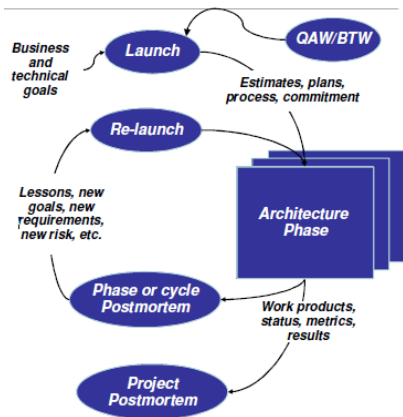 Launch
QAW/BTW
Business
and
technical
goals
Estimates, plans,
process, commitment
Re-launch
Lessons, new
goals, new
requirements,
new risk, etc.
Architecture
Phase
Phase or cycle
Postmortem
Work products,
status, metrics,
results
Project
Postmortem